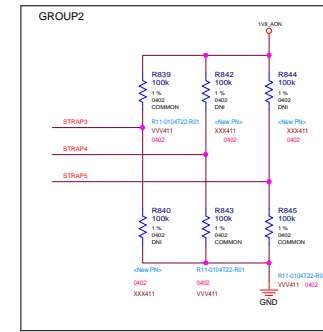 GROUP2
1V8_AON
R839
100k
1 %
0402
COMMON
R842
100k
1 %
0402
DNI
R844
100k
1 %
0402
DNI
STRAP3
R11-0104T22-R01
VVV411
0402
<New PN>
XXX411
0402
<New PN>
XXX411
0402
STRAP4
STRAP5
R840
100k
1 %
0402
DNI
R843
100k
1 %
0402
COMMON
R845
100k
1 %
0402
COMMON
<New PN>
0402
XXX411
R11-0104T22-R01
0402
VVV411
R11-0104T22-R0
VVV411 0402
GND